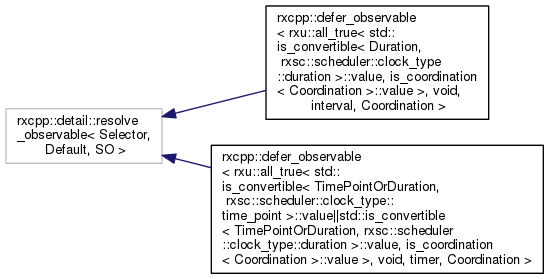 rxcpp::detail::resolve
_observable< Selector,
Default, SO >
rxcpp::defer_observable
< rxu::all_true< std::
is_convertible< Duration,
rxsc::scheduler::clock_type
::duration >::value, is_coordination
< Coordination >::value >, void,
interval, Coordination >
rxcpp::defer_observable
< rxu::all_true< std::
is_convertible< TimePointOrDuration,
rxsc::scheduler::clock_type::
time_point >::value||std::is_convertible
< TimePointOrDuration, rxsc::scheduler
::clock_type::duration >::value, is_coordination
< Coordination >::value >, void, timer, Coordination >